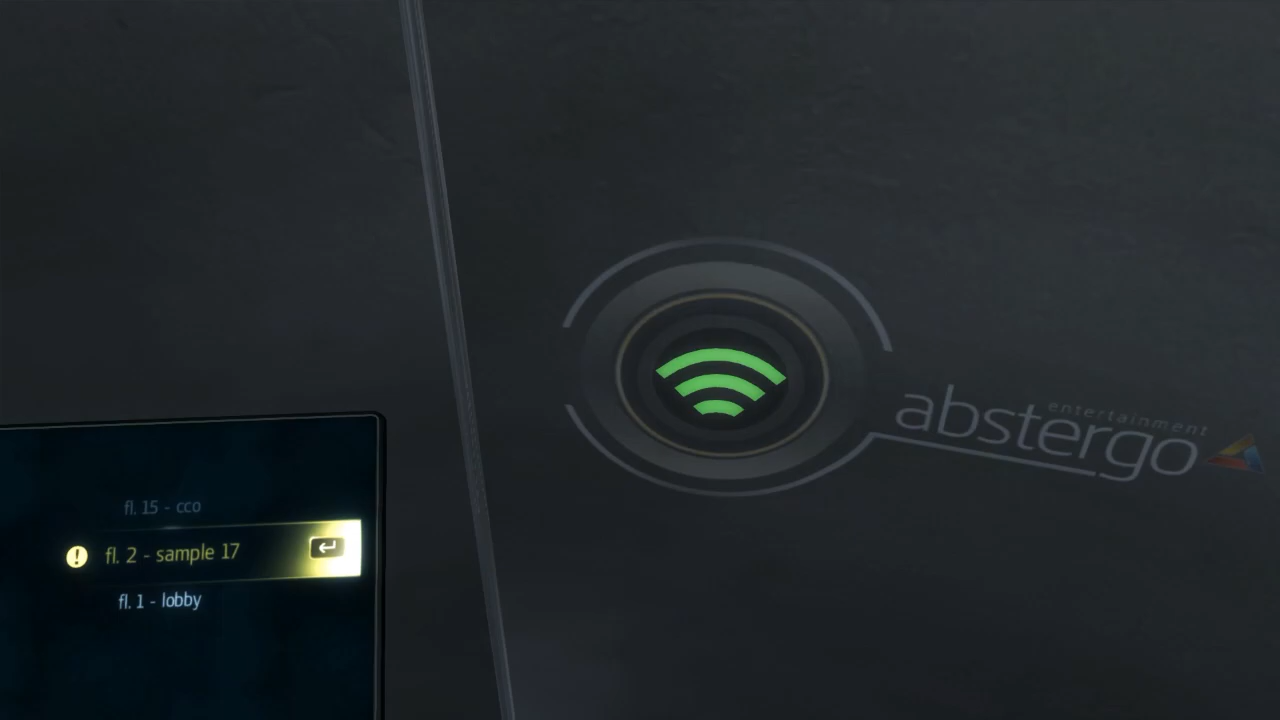 entertainment
abstergo
fl. 15 - cco
! fl. 2 - sample 17
fl. 1 - lobby